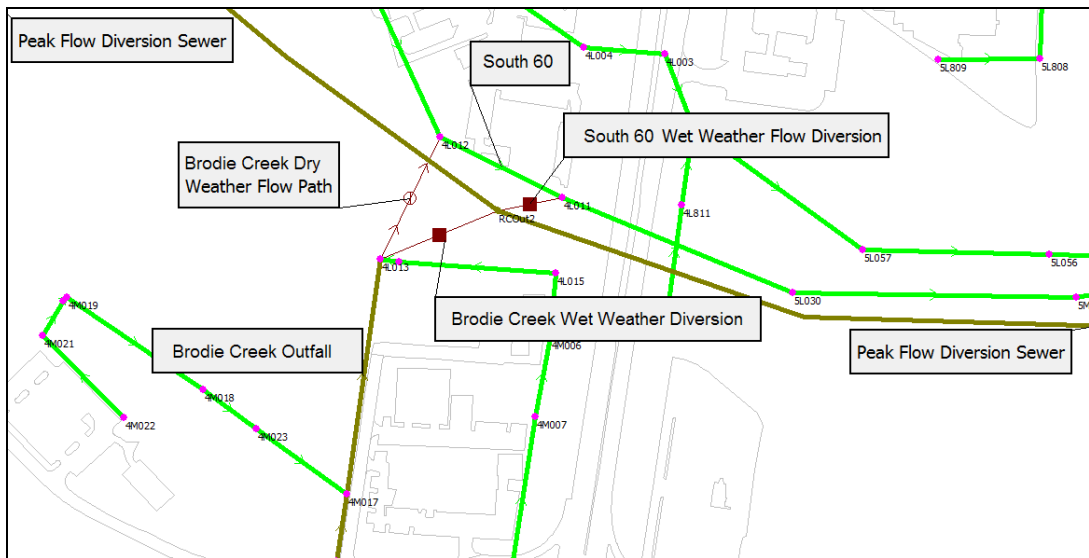 Peak Flow Diversion Sewer
4L004
4L003
5L809
5L808
South 60
4L012
South 60 Wet Weather Flow Diversion
Brodie Creek Dry
Weather Flow Path
4L011
RCOut2
4L811
4L013
4L015
5L057
5L056
5L030
5M
4M019
4M021
Brodie Creek Wet Weather Diversion
Brodie Creek Outfall
4M006
Peak Flow Diversion Sewer
4M018
4M022
4M023
4M007
4M017